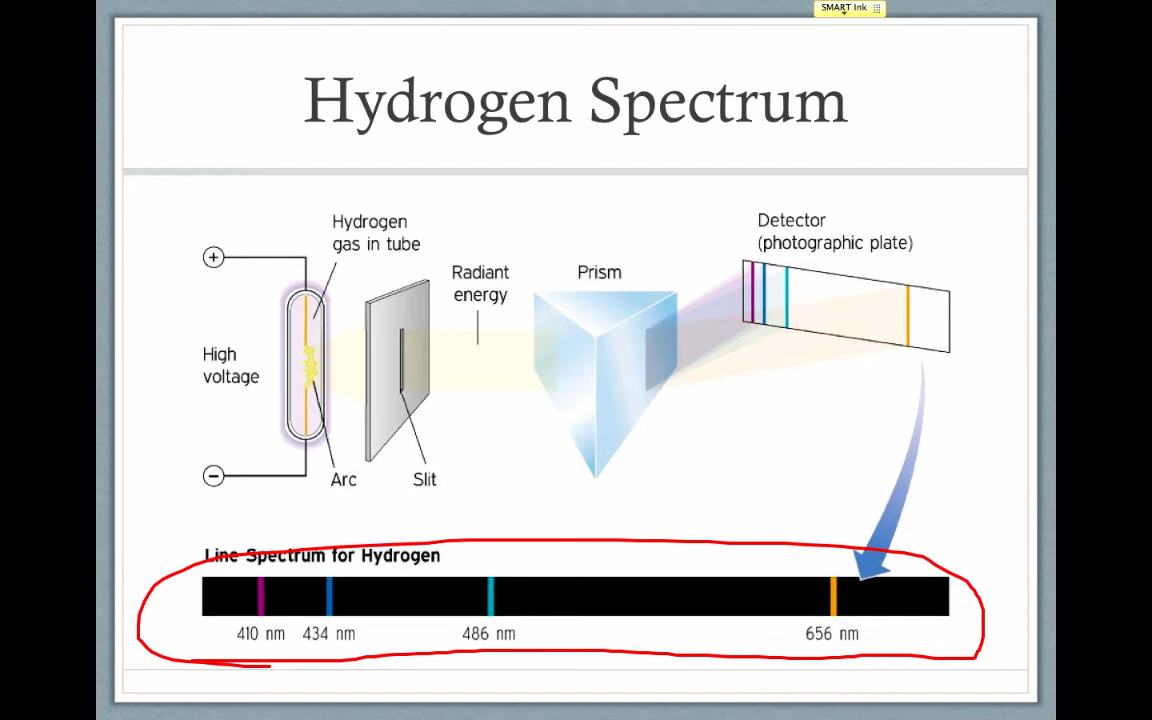 SMART Ink
Hydrogen Spectrum
Hydrogen
gas in tube
+
High
voltage
−
Arc
Slit
Radiant
energy
Prism
Detector
(photographic plate)
Line Spectrum for Hydrogen
410 nm 434 nm 486 nm 656 nm